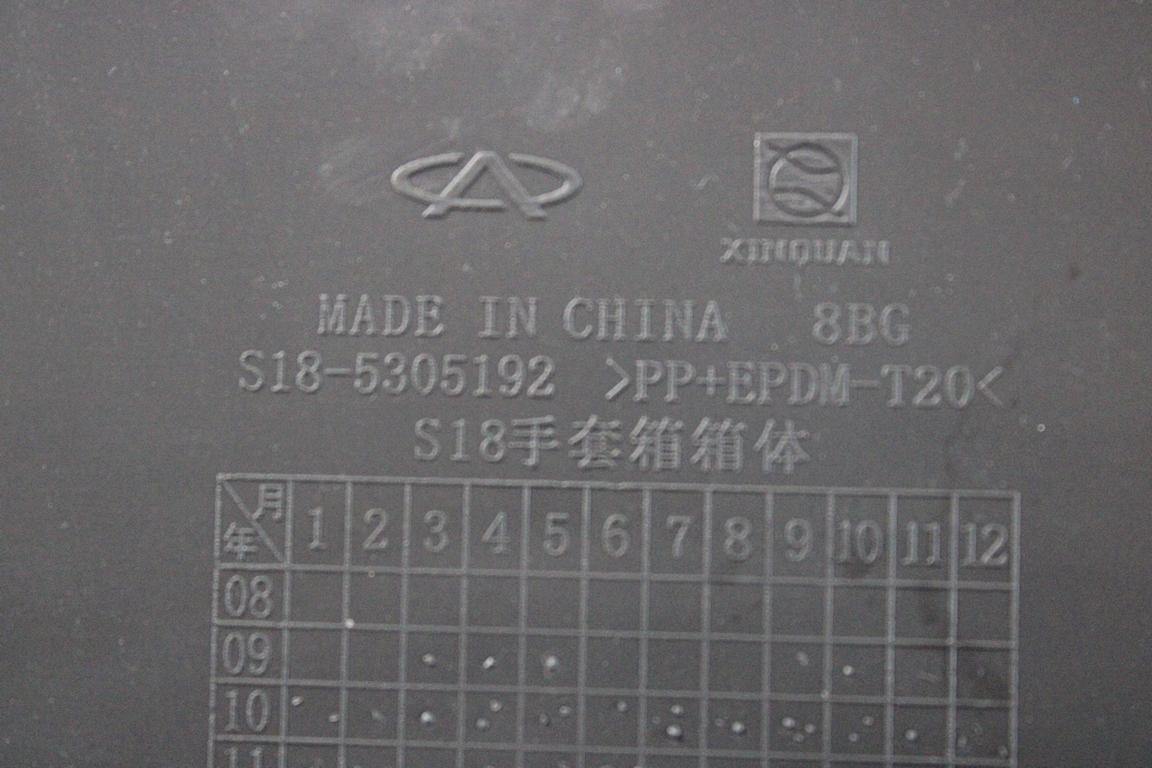 XINQUAN
MADE IN CHINA 8BG
S18-5305192 >PP+EPDM-T20<
S18手套箱箱体
月 1 2 3 4 5 6 7 8 9 10 11 12
年
08
09
10
11